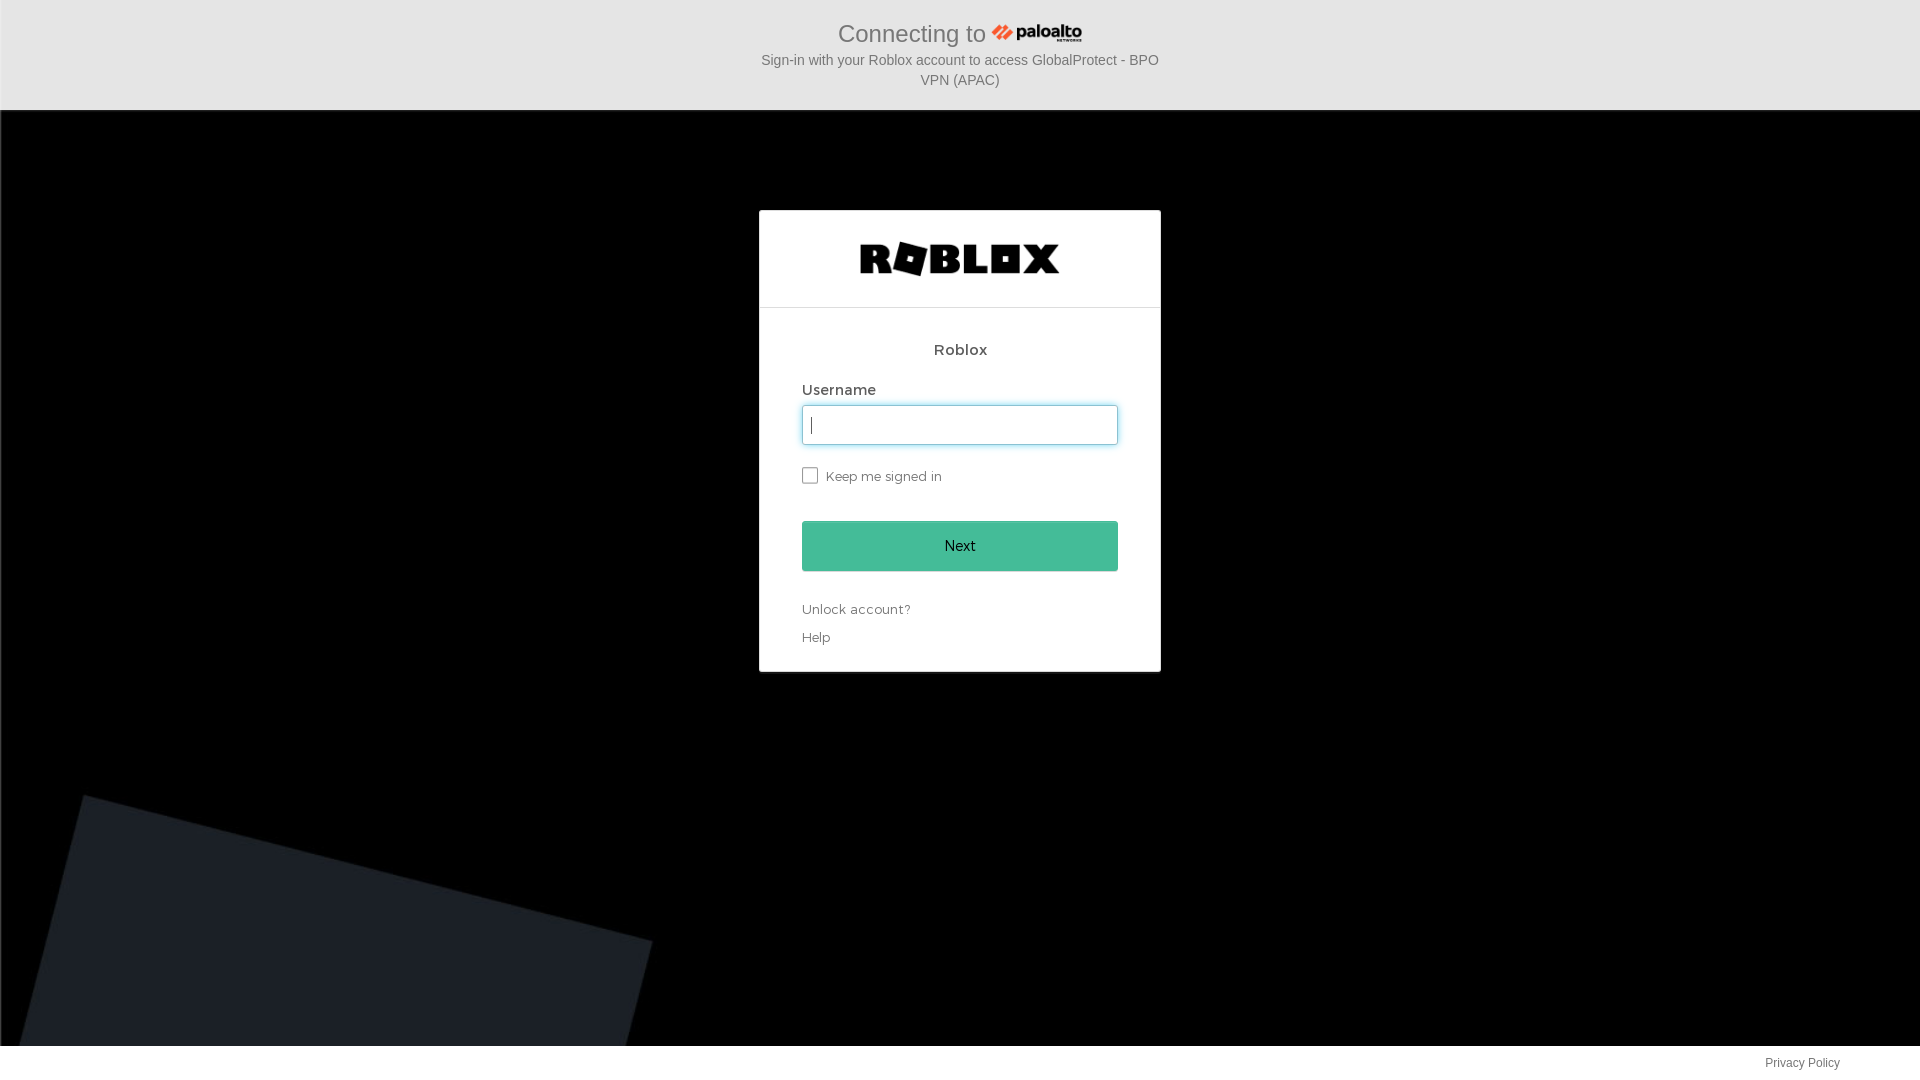 Connecting to paloalto
NETWORKS
Sign-in with your Roblox account to access GlobalProtect - BPO
VPN (APAC)
ROBLOX
Roblox
Username
Keep me signed in
Next
Unlock account?
Help
Privacy Policy